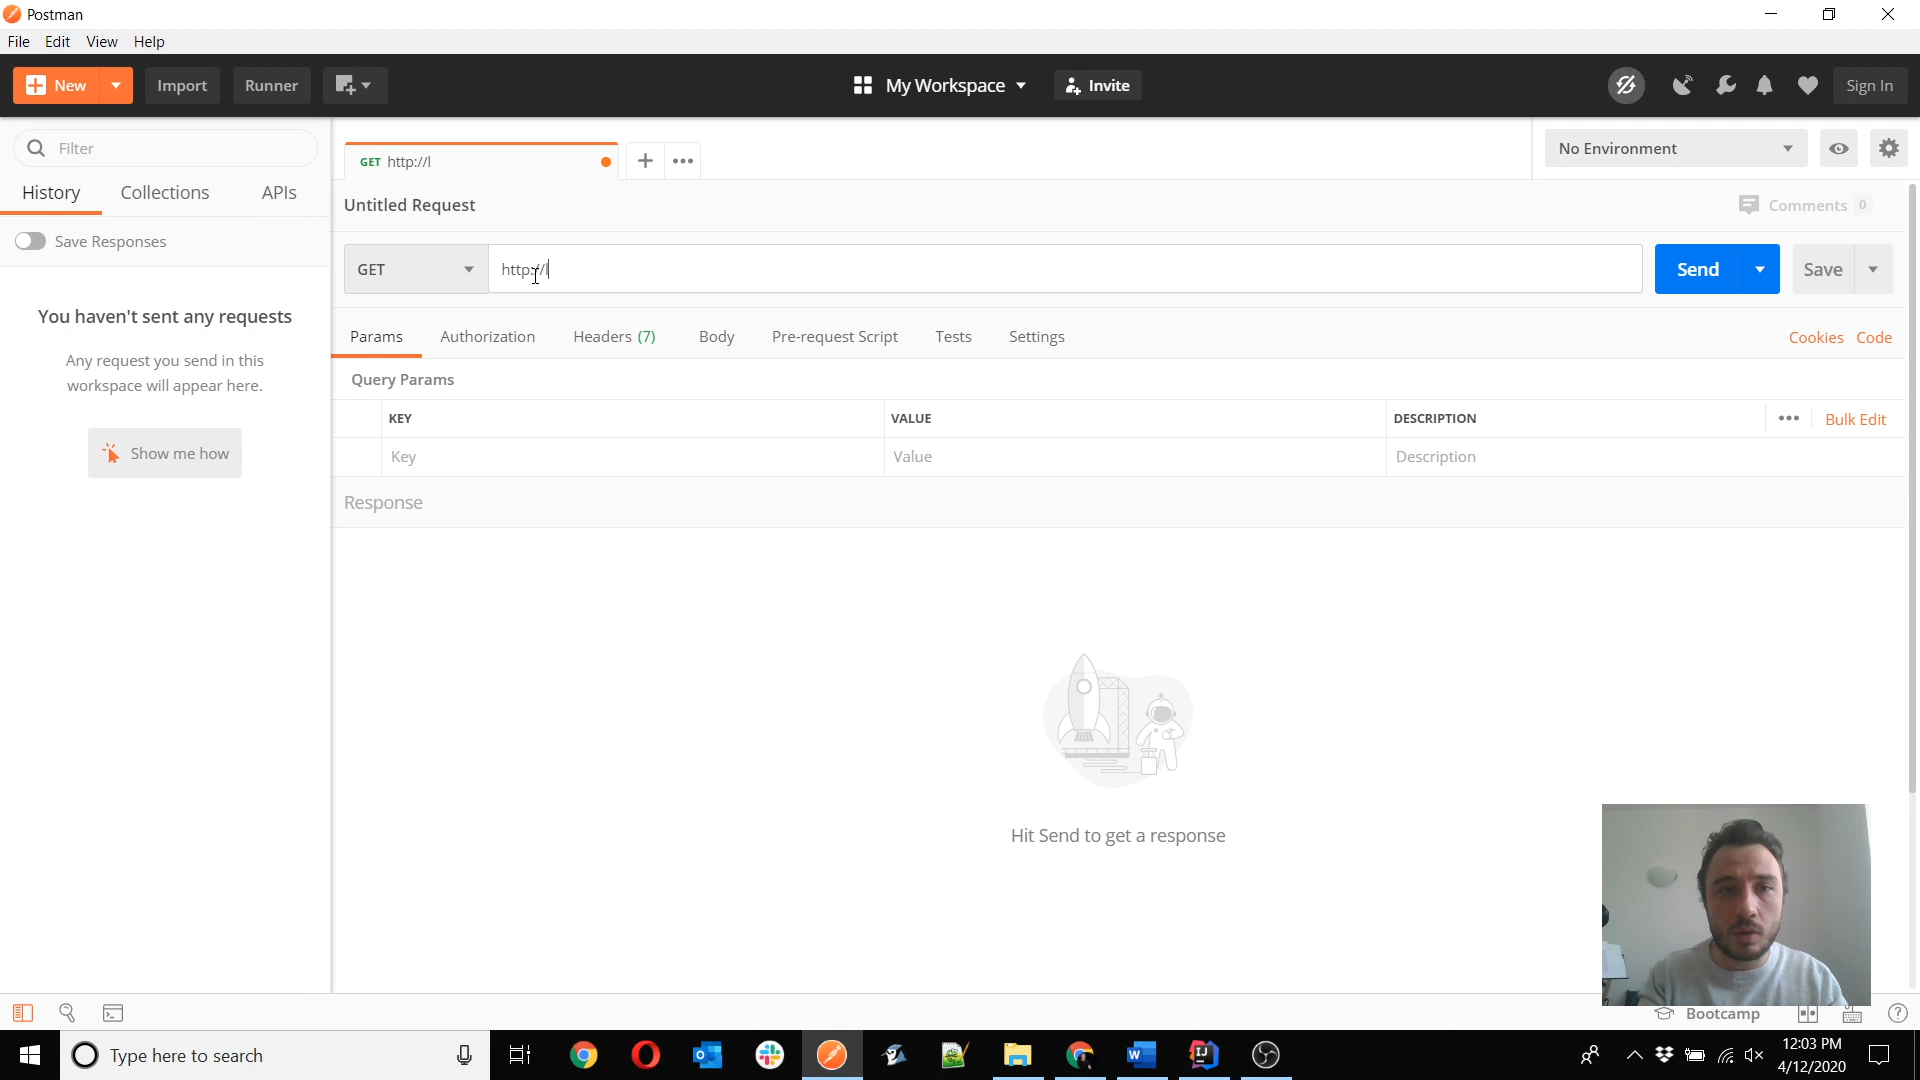 Postman
File Edit View Help
New Import Runner My Workspace Invite Sign In
Filter
History Collections APIs
Save Responses
You haven't sent any requests
Any request you send in this
workspace will appear here.
Show me how
GET http://l
No Environment
Untitled Request
Comments 0
GET http://l Send Save
Params Authorization Headers (7) Body Pre-request Script Tests Settings Cookies Code
Query Params
KEY VALUE DESCRIPTION Bulk Edit
Key Value Description
Response
Hit Send to get a response
Bootcamp
Type here to search
12:03 PM
4/12/2020